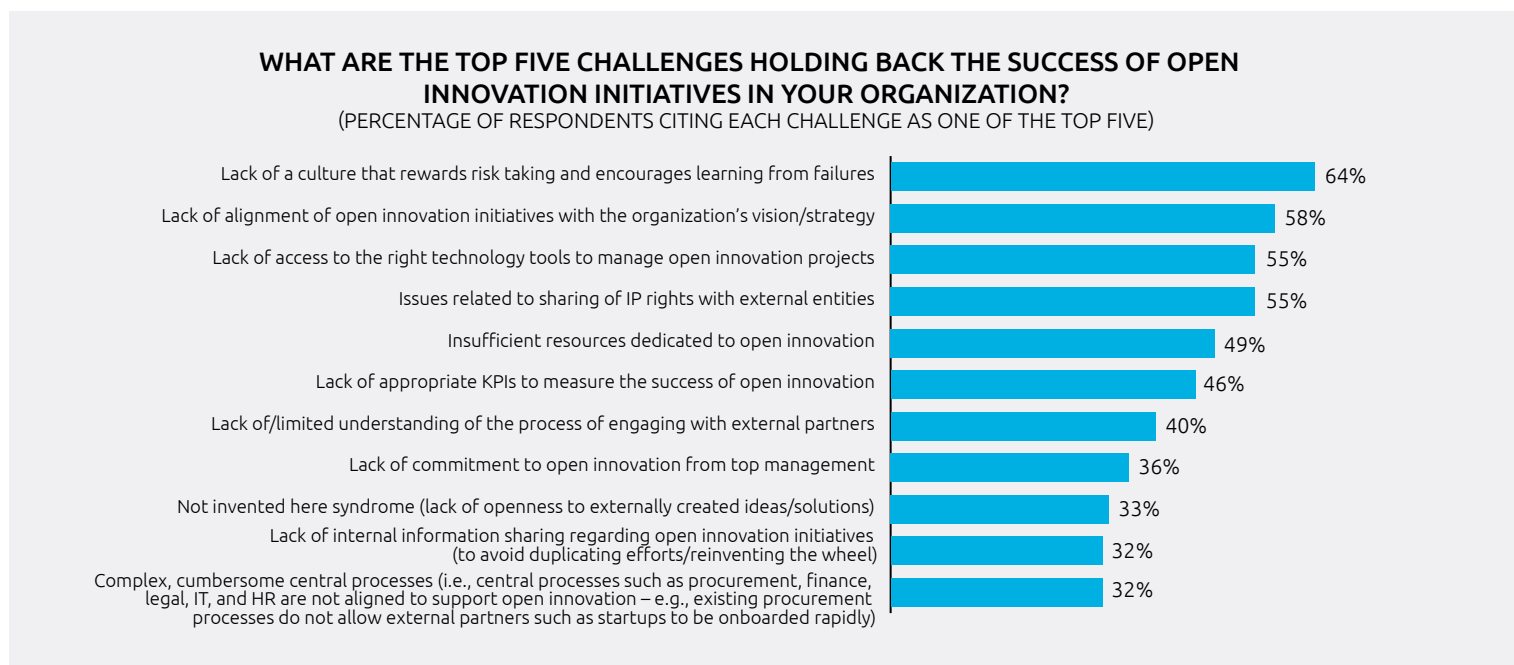 WHAT ARE THE TOP FIVE CHALLENGES HOLDING BACK THE SUCCESS OF OPEN
INNOVATION INITIATIVES IN YOUR ORGANIZATION?
(PERCENTAGE OF RESPONDENTS CITING EACH CHALLENGE AS ONE OF THE TOP FIVE)
Lack of a culture that rewards risk taking and encourages learning from failures 64%
Lack of alignment of open innovation initiatives with the organization’s vision/strategy 58%
Lack of access to the right technology tools to manage open innovation projects 55%
Issues related to sharing of IP rights with external entities 55%
Insufficient resources dedicated to open innovation 49%
Lack of appropriate KPIs to measure the success of open innovation 46%
Lack of/limited understanding of the process of engaging with external partners 40%
Lack of commitment to open innovation from top management 36%
Not invented here syndrome (lack of openness to externally created ideas/solutions) 33%
Lack of internal information sharing regarding open innovation initiatives
(to avoid duplicating efforts/reinventing the wheel) 32%
Complex, cumbersome central processes (i.e., central processes such as procurement, finance,
legal, IT, and HR are not aligned to support open innovation – e.g., existing procurement 32%
processes do not allow external partners such as startups to be onboarded rapidly)